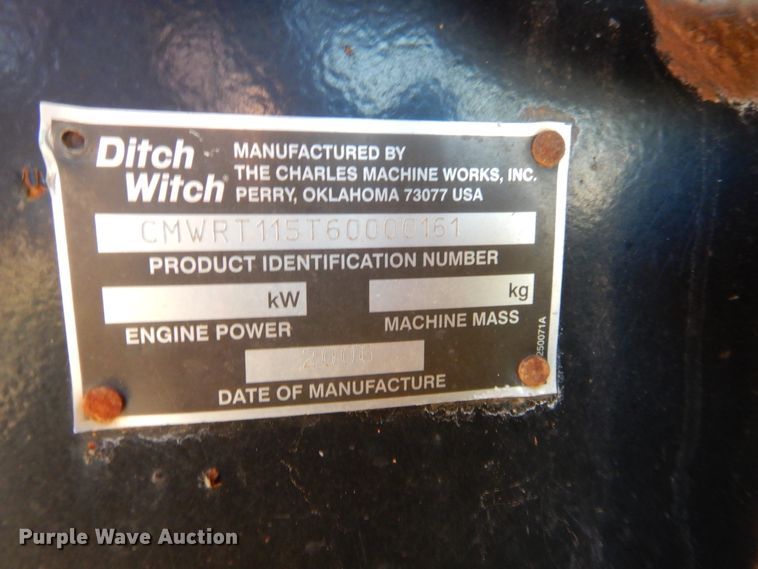 Ditch Witch
MANUFACTURED BY
THE CHARLES MACHINE WORKS, INC.
PERRY, OKLAHOMA 73077 USA
CMWRT115T60000161
PRODUCT IDENTIFICATION NUMBER
kW
ENGINE POWER
kg
MACHINE MASS
2006
DATE OF MANUFACTURE
250071A
Purple Wave Auction